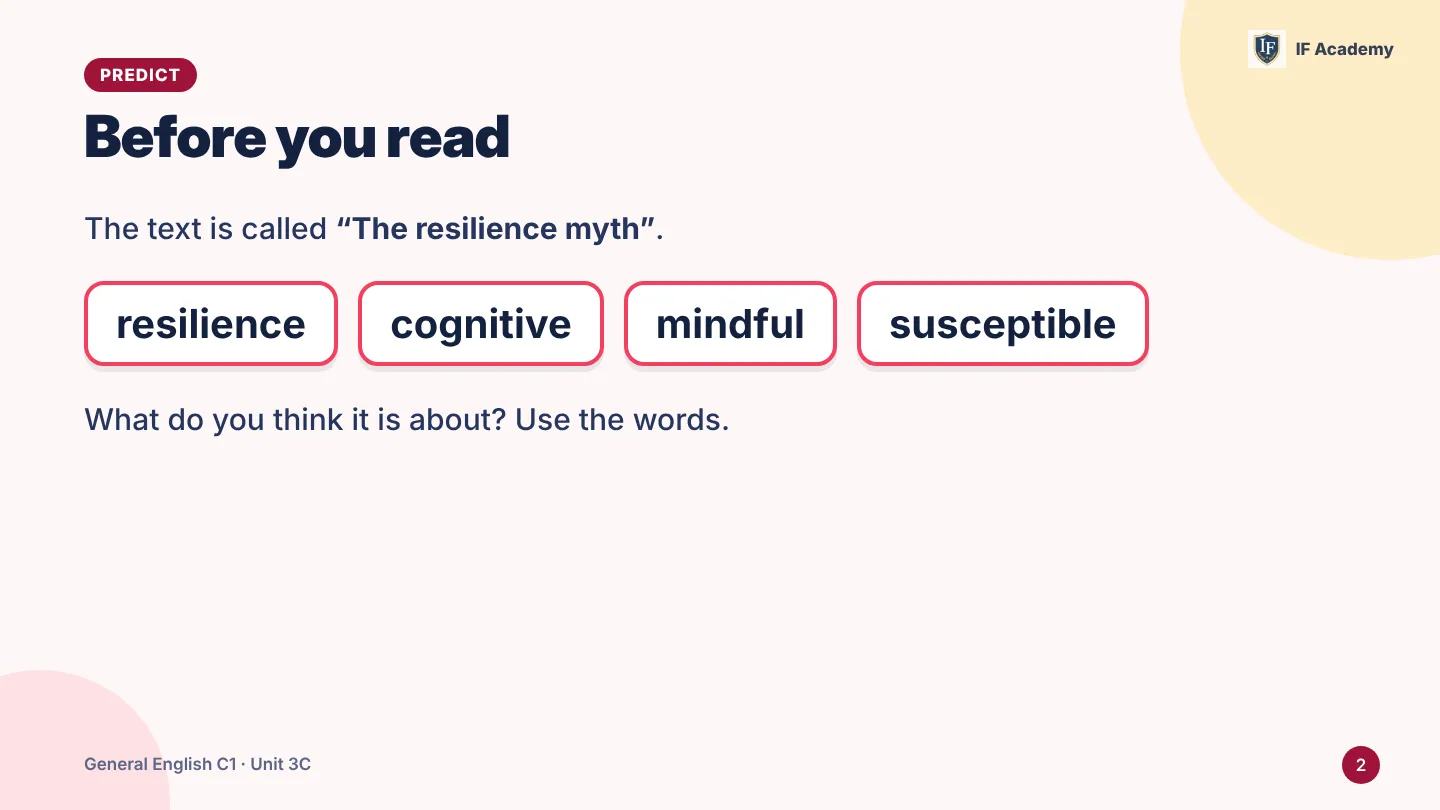 IF IF Academy
PREDICT
Before you read
The text is called “The resilience myth”.
resilience cognitive mindful susceptible
What do you think it is about? Use the words.
General English C1 · Unit 3C
2